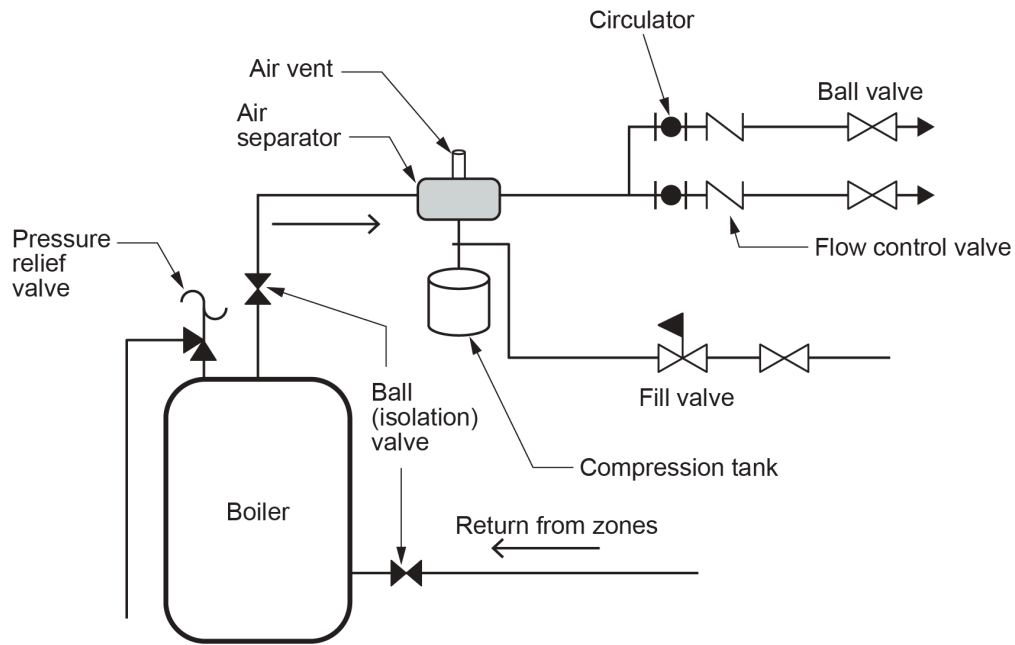 Circulator
Air vent
Ball valve
Air
separator
Pressure
relief
valve
Flow control valve
Ball
(isolation)
valve
Fill valve
Compression tank
Boiler
Return from zones